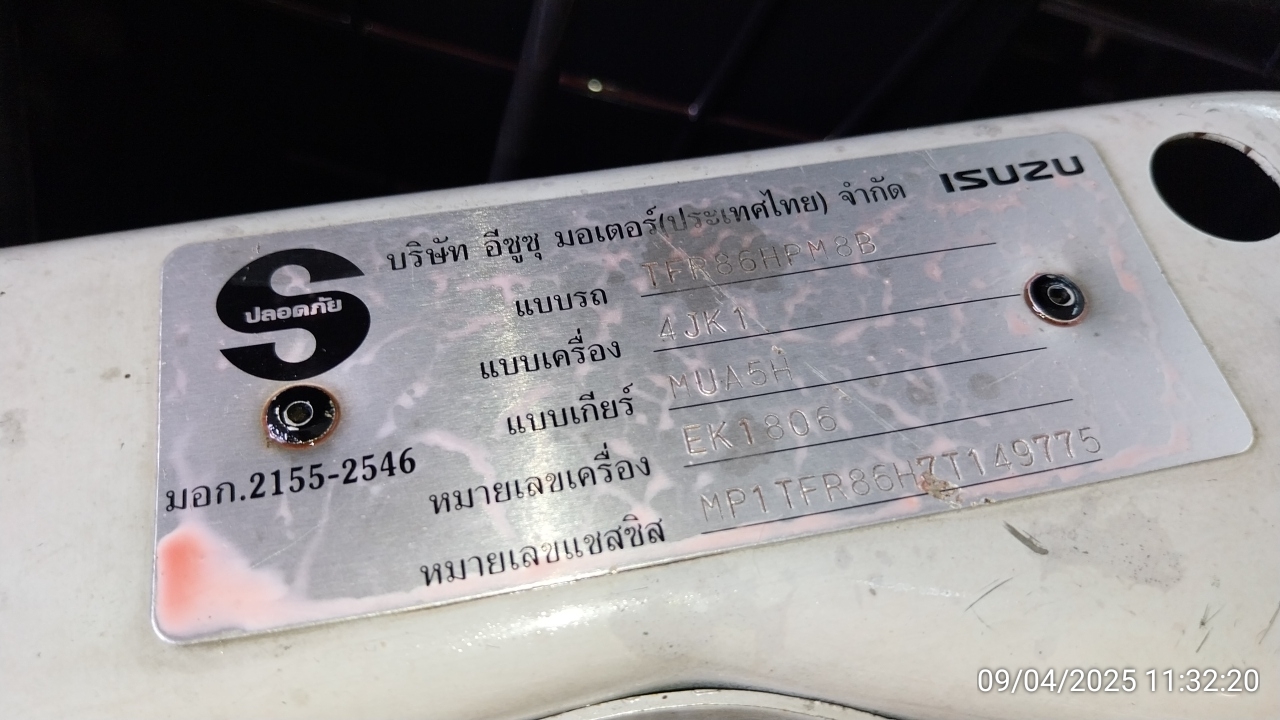 บริษัท อีซูซุ มอเตอร์(ประเทศไทย) จำกัด ISUZU
ปลอดภัย
แบบรถ TFR86HPM8B
แบบเครื่อง 4JK1
แบบเกียร์ MUA5H
หมายเลขเครื่อง EK1806
มอก.2155-2546
หมายเลขแชสซิส MP1TFR86H7T149775
09/04/2025 11:32:20